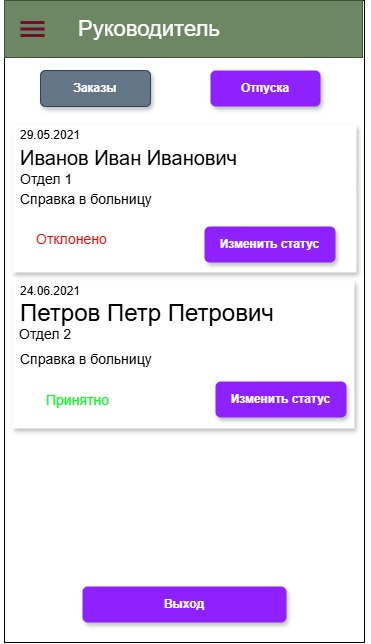 Руководитель
Заказы
Отпуска
29.05.2021
Иванов Иван Иванович
Отдел 1
Справка в больницу
Отклонено
Изменить статус
24.06.2021
Петров Петр Петрович
Отдел 2
Справка в больницу
Принятно
Изменить статус
Выход